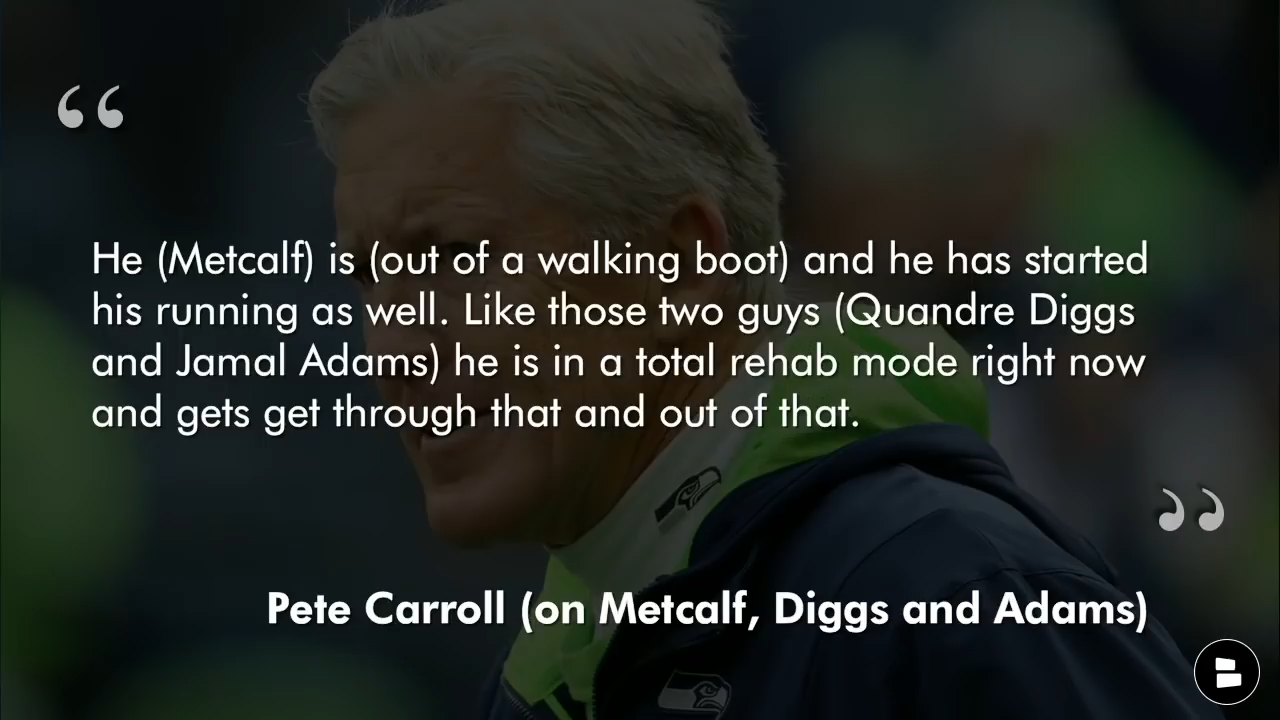 “
He (Metcalf) is (out of a walking boot) and he has started
his running as well. Like those two guys (Quandre Diggs
and Jamal Adams) he is in a total rehab mode right now
and gets get through that and out of that.
”
Pete Carroll (on Metcalf, Diggs and Adams)